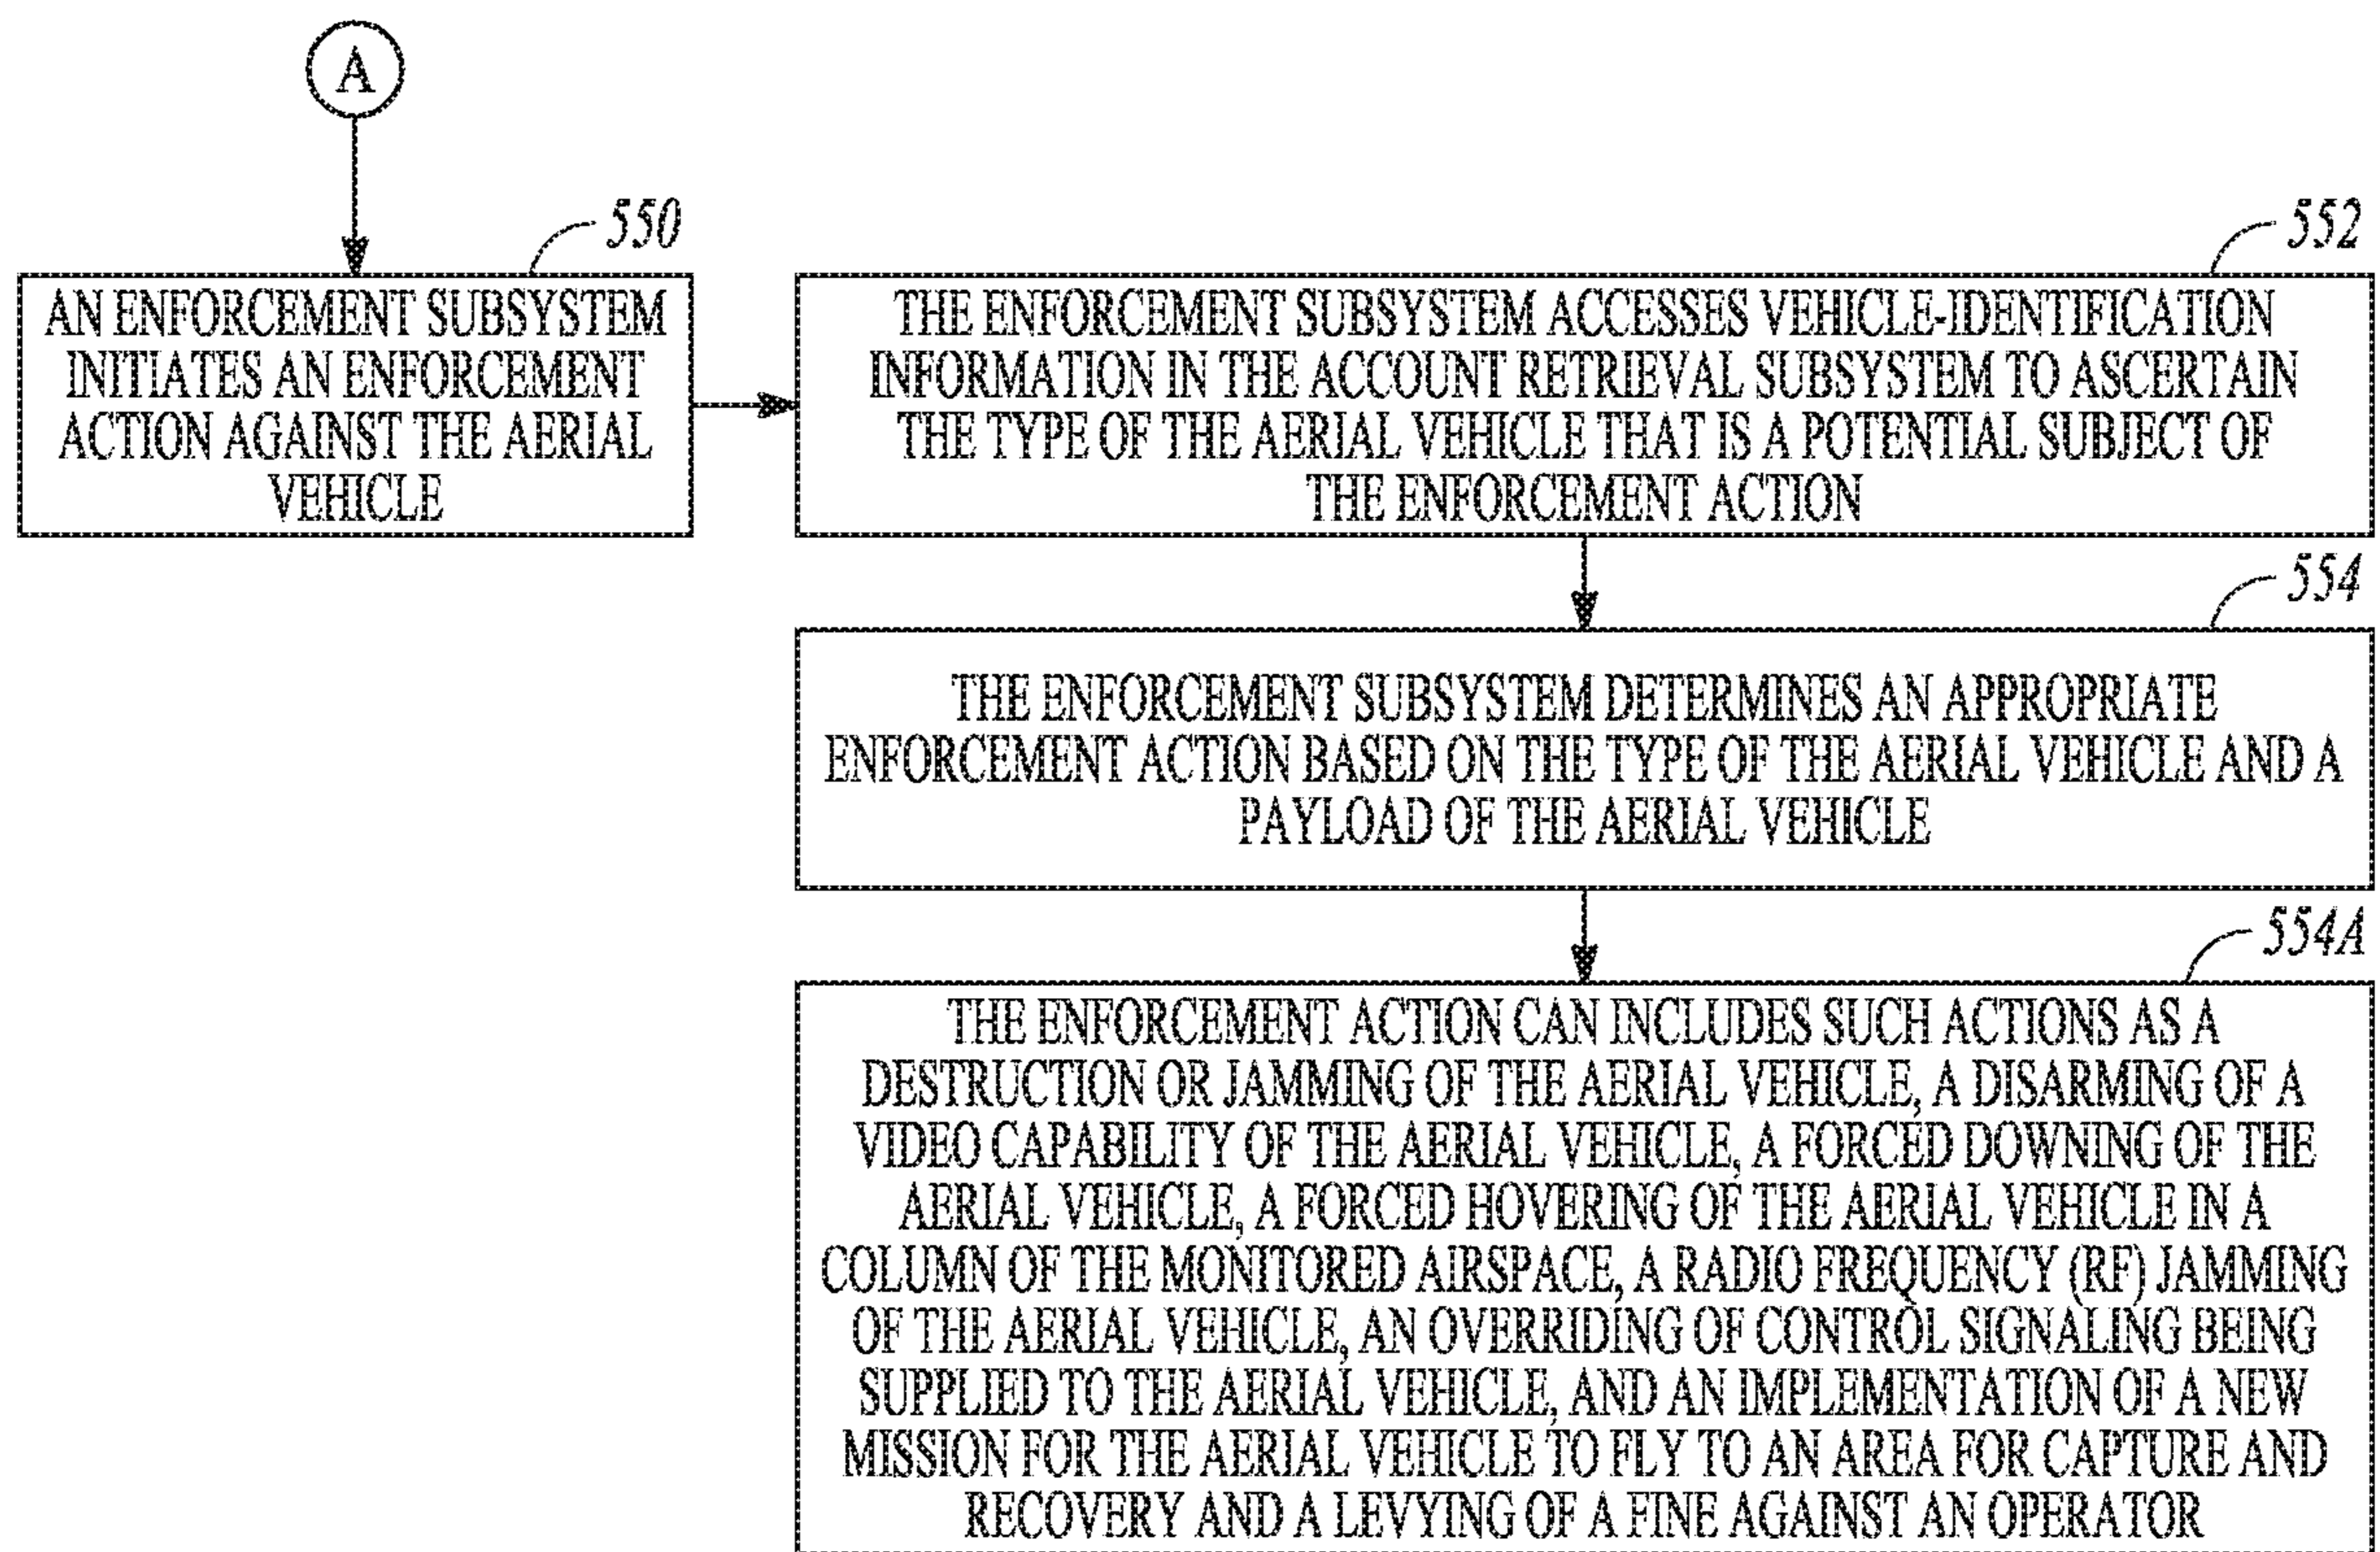 A
550
AN ENFORCEMENT SUBSYSTEM
INITIATES AN ENFORCEMENT
ACTION AGAINST THE AERIAL
VEHICLE
552
THE ENFORCEMENT SUBSYSTEM ACCESSES VEHICLE-IDENTIFICATION
INFORMATION IN THE ACCOUNT RETRIEVAL SUBSYSTEM TO ASCERTAIN
THE TYPE OF THE AERIAL VEHICLE THAT IS A POTENTIAL SUBJECT OF
THE ENFORCEMENT ACTION
554
THE ENFORCEMENT SUBSYSTEM DETERMINES AN APPROPRIATE
ENFORCEMENT ACTION BASED ON THE TYPE OF THE AERIAL VEHICLE AND A
PAYLOAD OF THE AERIAL VEHICLE
554A
THE ENFORCEMENT ACTION CAN INCLUDES SUCH ACTIONS AS A
DESTRUCTION OR JAMMING OF THE AERIAL VEHICLE, A DISARMING OF A
VIDEO CAPABILITY OF THE AERIAL VEHICLE, A FORCED DOWNING OF THE
AERIAL VEHICLE, A FORCED HOVERING OF THE AERIAL VEHICLE IN A
COLUMN OF THE MONITORED AIRSPACE, A RADIO FREQUENCY (RF) JAMMING
OF THE AERIAL VEHICLE, AN OVERRIDING OF CONTROL SIGNALING BEING
SUPPLIED TO THE AERIAL VEHICLE, AND AN IMPLEMENTATION OF A NEW
MISSION FOR THE AERIAL VEHICLE TO FLY TO AN AREA FOR CAPTURE AND
RECOVERY AND A LEVYING OF A FINE AGAINST AN OPERATOR